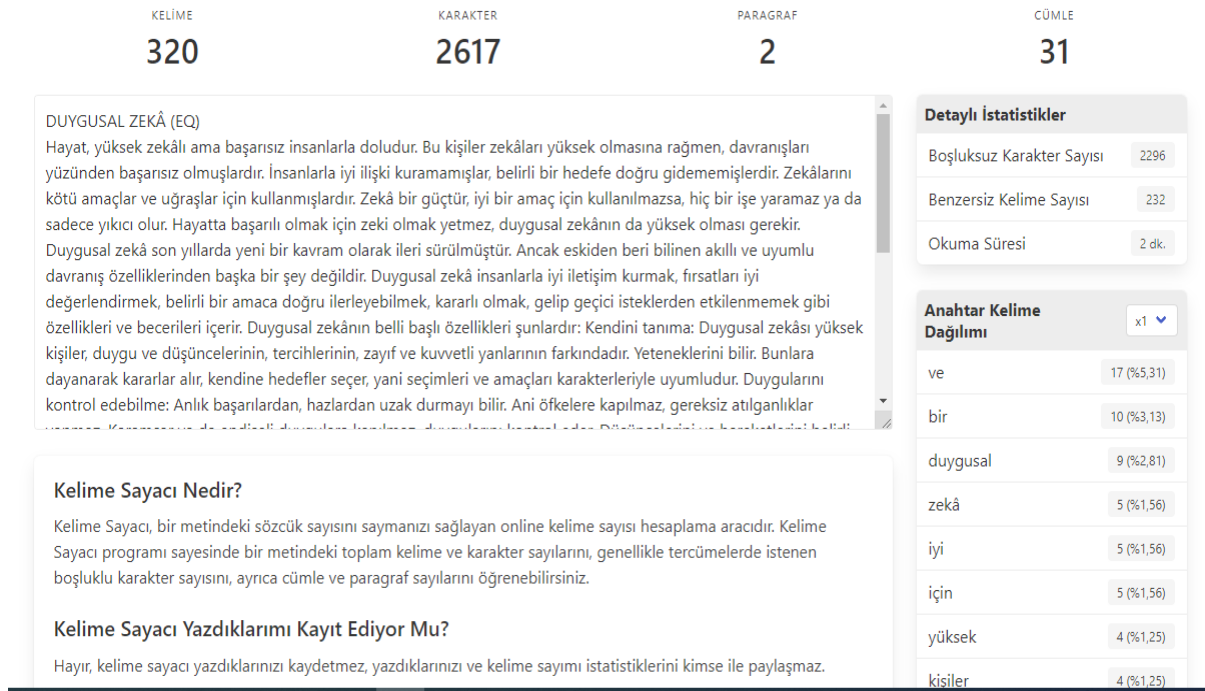 KELİME
320
KARAKTER
2617
PARAGRAF
2
CÜMLE
31
DUYGUSAL ZEKÂ (EQ)
Hayat, yüksek zekâlı ama başarısız insanlarla doludur. Bu kişiler zekâları yüksek olmasına rağmen, davranışları
yüzünden başarısız olmuşlardır. İnsanlarla iyi ilişki kuramamışlar, belirli bir hedefe doğru gidememişlerdir. Zekâlarını
kötü amaçlar ve uğraşlar için kullanmışlardır. Zekâ bir güçtür, iyi bir amaç için kullanılmazsa, hiç bir işe yaramaz ya da
sadece yıkıcı olur. Hayatta başarılı olmak için zeki olmak yetmez, duygusal zekânın da yüksek olması gerekir.
Duygusal zekâ son yıllarda yeni bir kavram olarak ileri sürülmüştür. Ancak eskiden beri bilinen akıllı ve uyumlu
davranış özelliklerinden başka bir şey değildir. Duygusal zekâ insanlarla iyi iletişim kurmak, fırsatları iyi
değerlendirmek, belirli bir amaca doğru ilerleyebilmek, kararlı olmak, gelip geçici isteklerden etkilenmemek gibi
özellikleri ve becerileri içerir. Duygusal zekânın belli başlı özellikleri şunlardır: Kendini tanıma: Duygusal zekâsı yüksek
kişiler, duygu ve düşüncelerinin, tercihlerinin, zayıf ve kuvvetli yanlarının farkındadır. Yeteneklerini bilir. Bunlara
dayanarak kararlar alır, kendine hedefler seçer, yani seçimleri ve amaçları karakterleriyle uyumludur. Duygularını
kontrol edebilme: Anlık başarılardan, hazlardan uzak durmayı bilir. Ani öfkelere kapılmaz, gereksiz atılganlıklar
yapmaz. Karamsar ya da endişeli duygulara kapılmaz, duygularını kontrol eder. Düşüncelerini ve hareketlerini belirli
Detaylı İstatistikler
Boşluksuz Karakter Sayısı 2296
Benzersiz Kelime Sayısı 232
Okuma Süresi 2 dk.
Anahtar Kelime
Dağılımı x1
ve 17 (%5,31)
bir 10 (%3,13)
duygusal 9 (%2,81)
zekâ 5 (%1,56)
iyi 5 (%1,56)
için 5 (%1,56)
yüksek 4 (%1,25)
kişiler 4 (%1,25)
Kelime Sayacı Nedir?
Kelime Sayacı, bir metindeki sözcük sayısını saymanızı sağlayan online kelime sayısı hesaplama aracıdır. Kelime
Sayacı programı sayesinde bir metindeki toplam kelime ve karakter sayılarını, genellikle tercümelerde istenen
boşluklu karakter sayısını, ayrıca cümle ve paragraf sayılarını öğrenebilirsiniz.
Kelime Sayacı Yazdıklarımı Kayıt Ediyor Mu?
Hayır, kelime sayacı yazdıklarınızı kaydetmez, yazdıklarınızı ve kelime sayımı istatistiklerini kimse ile paylaşmaz.